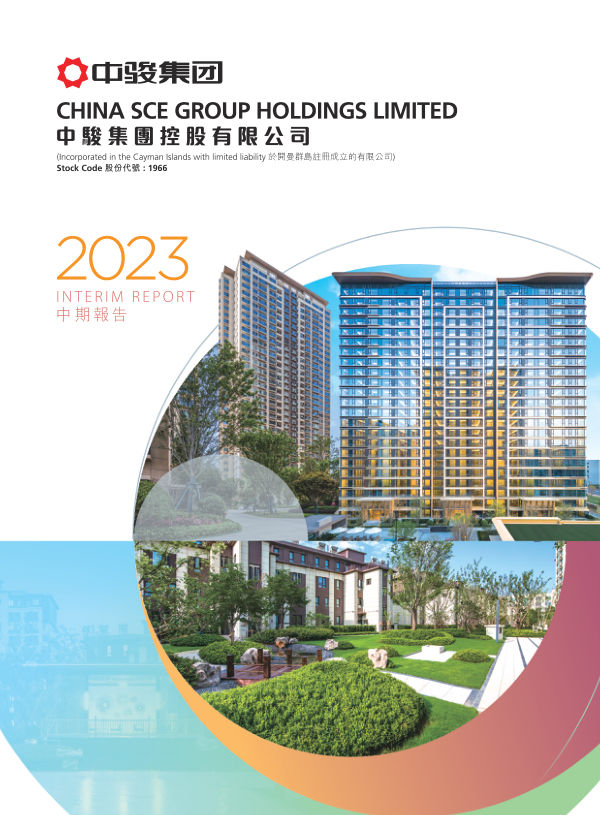 中骏集团
CHINA SCE GROUP HOLDINGS LIMITED
中駿集團控股有限公司
(Incorporated in the Cayman Islands with limited liability 於開曼群島註冊成立的有限公司)
Stock Code 股份代號 : 1966
2023
INTERIM REPORT
中期報告